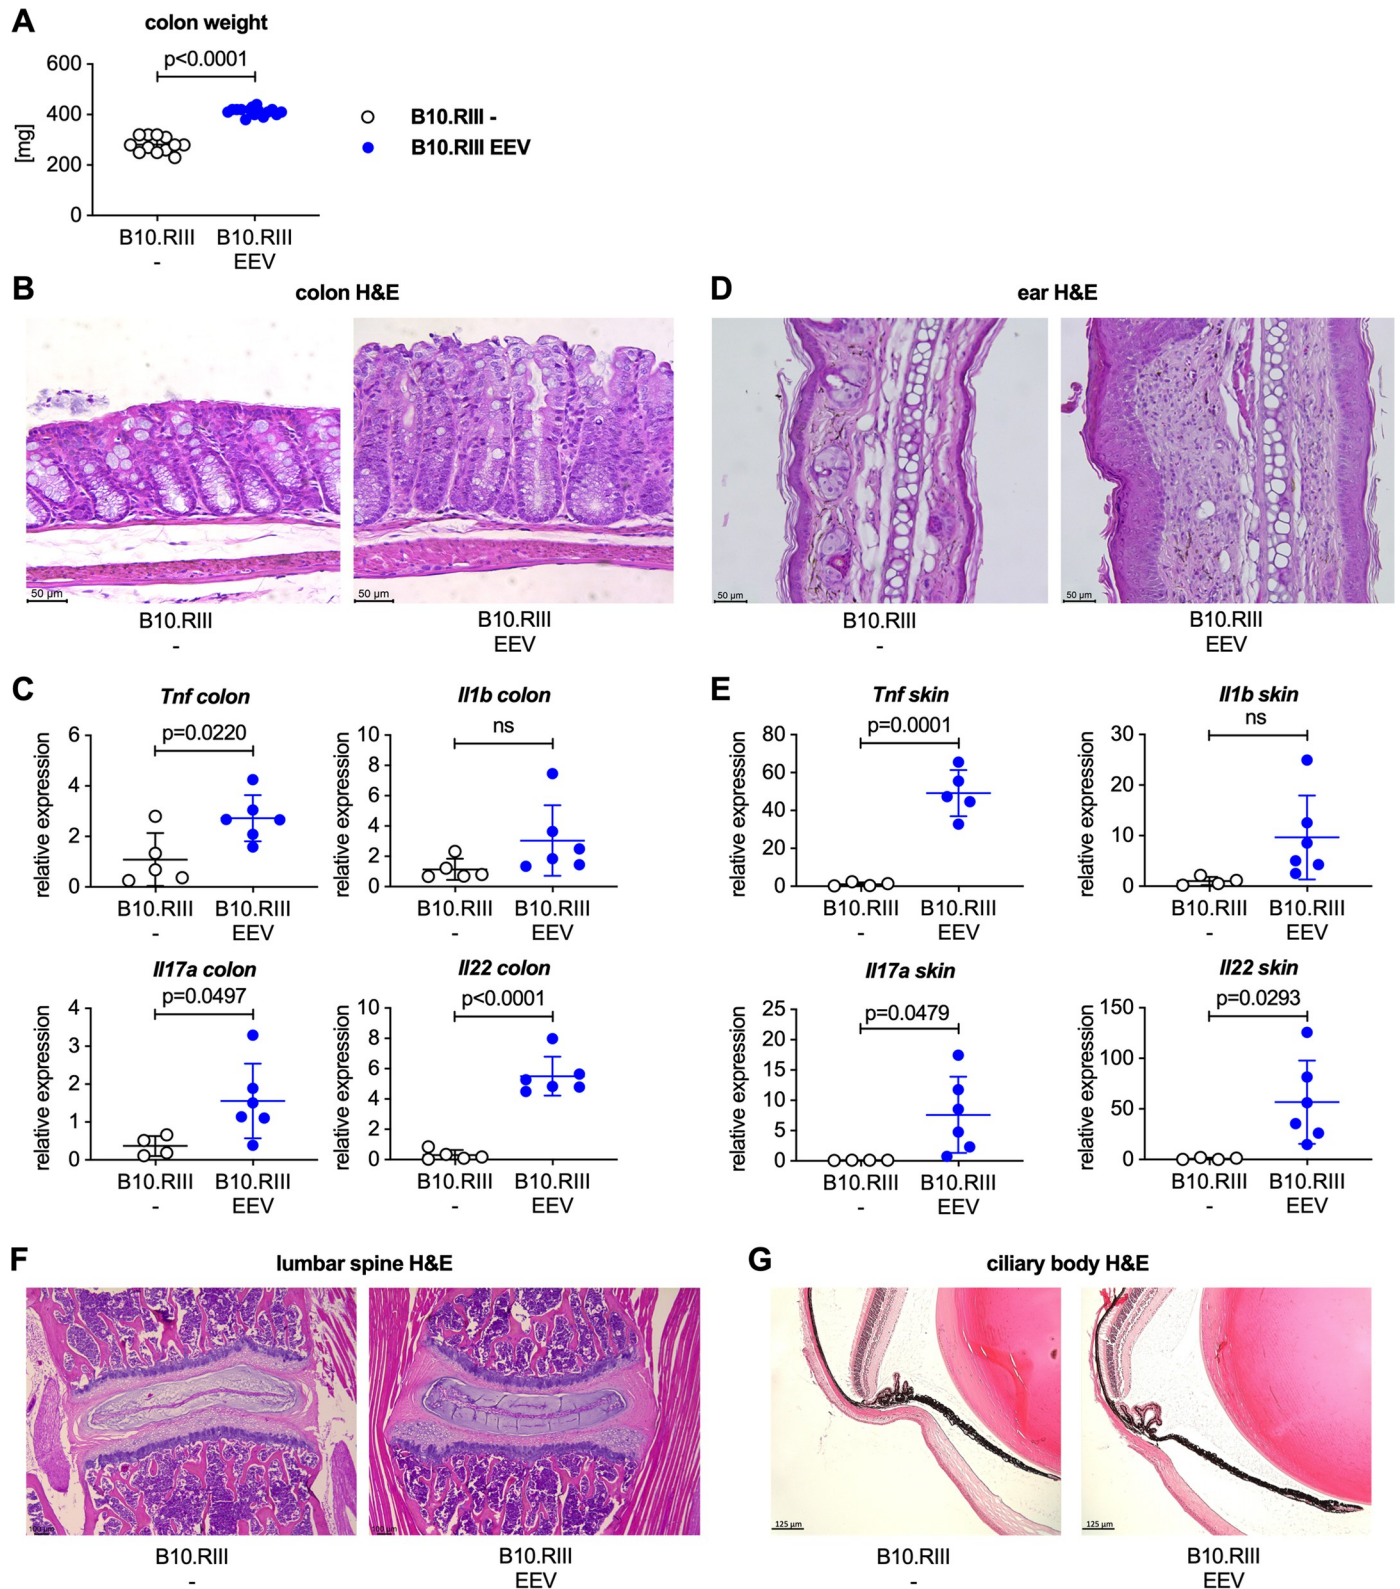 A
colon weight
p<0.0001
600
400
200
0
[mg]
B10.RIII
-
B10.RIII
EEV
B10.RIII -
B10.RIII EEV
B
colon H&E
50 µm
50 µm
B10.RIII
-
B10.RIII
EEV
D
ear H&E
50 µm
50 µm
B10.RIII
-
B10.RIII
EEV
C
Tnf colon
p=0.0220
6
4
2
0
relative expression
B10.RIII
-
B10.RIII
EEV
Il1b colon
ns
10
8
6
4
2
0
relative expression
B10.RIII
-
B10.RIII
EEV
Il17a colon
p=0.0497
4
3
2
1
0
relative expression
B10.RIII
-
B10.RIII
EEV
Il22 colon
p<0.0001
10
8
6
4
2
0
relative expression
B10.RIII
-
B10.RIII
EEV
E
Tnf skin
p=0.0001
80
60
40
20
0
relative expression
B10.RIII
-
B10.RIII
EEV
Il1b skin
ns
30
20
10
0
relative expression
B10.RIII
-
B10.RIII
EEV
Il17a skin
p=0.0479
25
20
15
10
5
0
relative expression
B10.RIII
-
B10.RIII
EEV
Il22 skin
p=0.0293
150
100
50
0
relative expression
B10.RIII
-
B10.RIII
EEV
F
lumbar spine H&E
100 µm
100 µm
B10.RIII
-
B10.RIII
EEV
G
ciliary body H&E
125 µm
125 µm
B10.RIII
-
B10.RIII
EEV